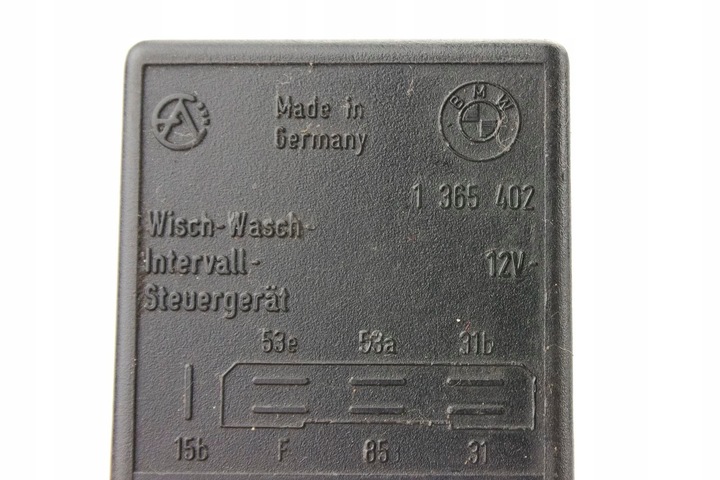 Made in
Germany
BMW
1 365 402
Wisch-Wasch-
Intervall-
Steuergerät
12V-
53e 53a 31b
15b F 85 31